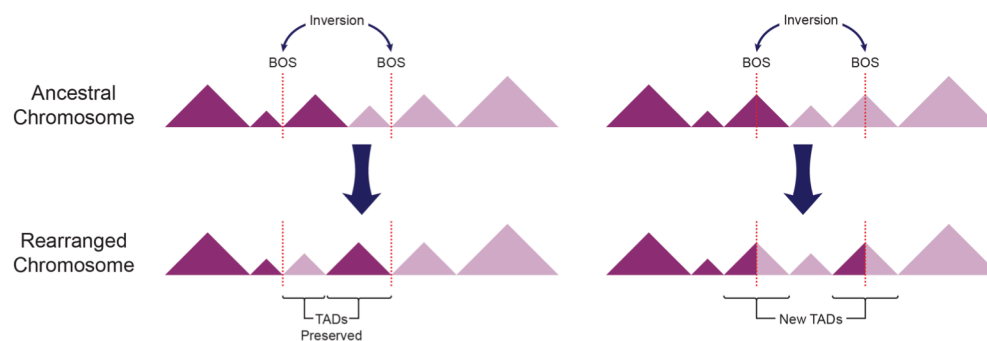 Inversion
Inversion
BOS
BOS
BOS
BOS
Ancestral
Chromosome
Rearranged
Chromosome
TADs
Preserved
New TADs